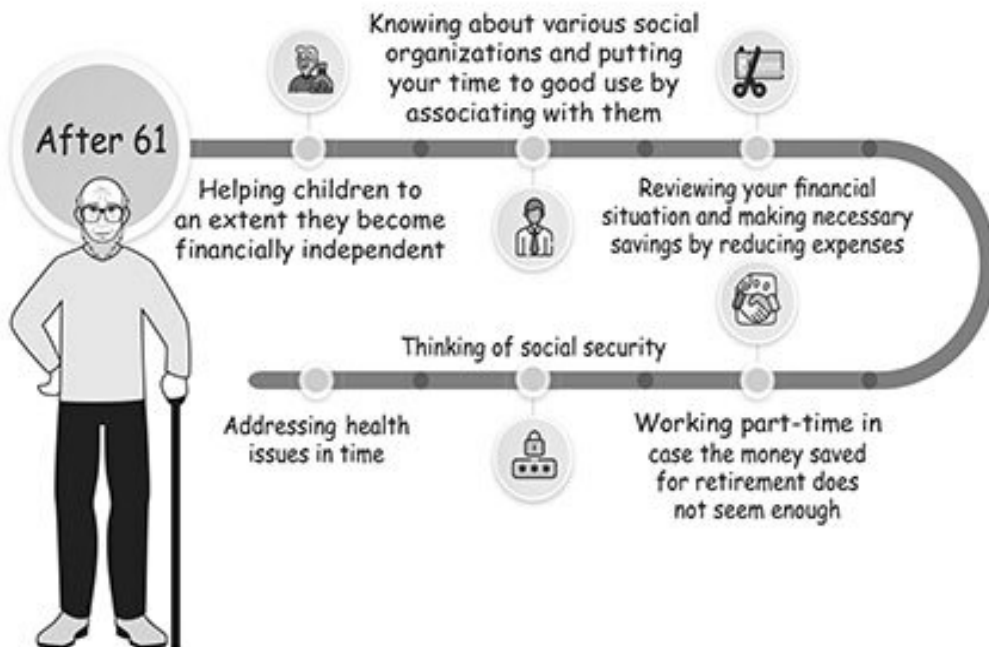 After 61
Helping children to
an extent they become
financially independent
Knowing about various social
organizations and putting
your time to good use by
associating with them
Reviewing your financial
situation and making necessary
savings by reducing expenses
Working part-time in
case the money saved
for retirement does
not seem enough
Thinking of social security
Addressing health
issues in time